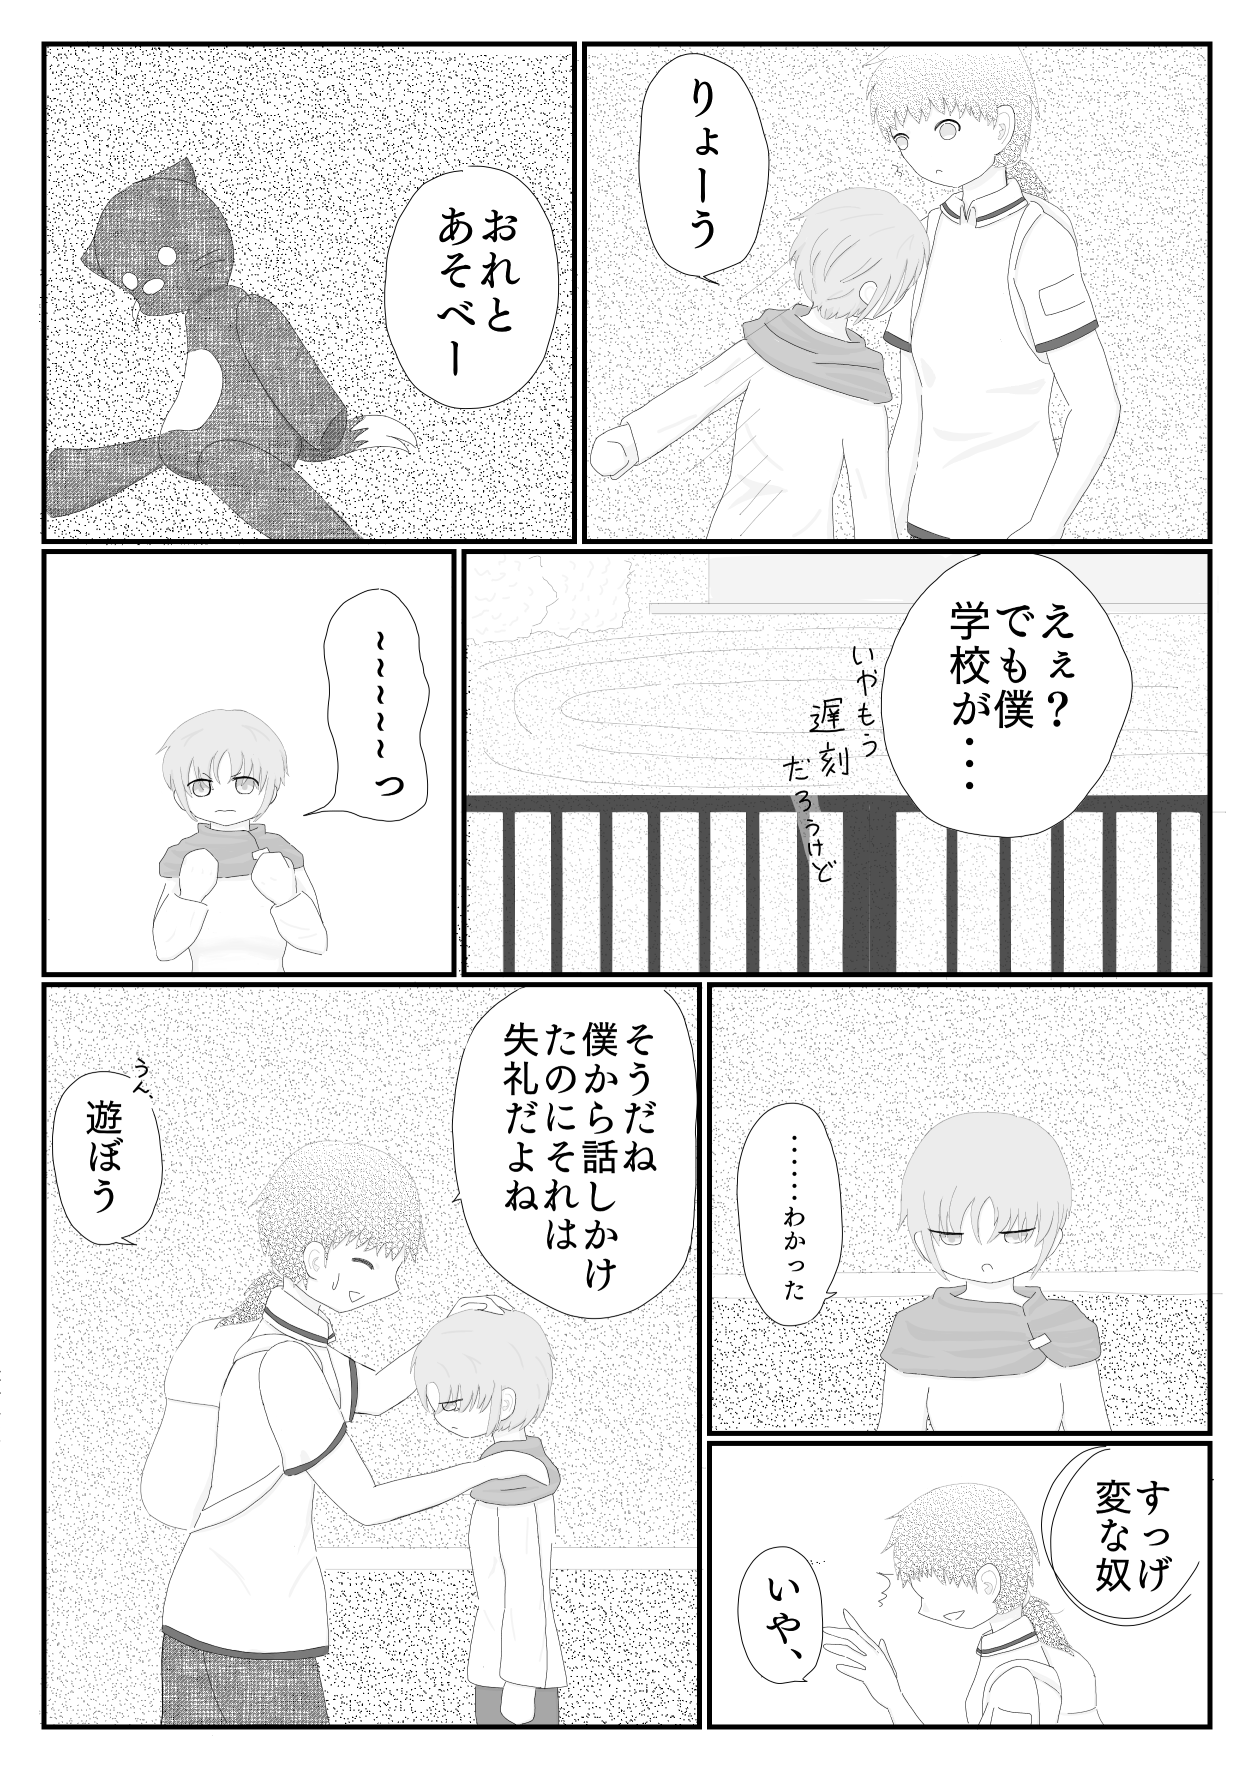 りょーう
おれと
あそべー
えぇ？
でも僕
学校が・・・
いやもう
遅刻
だろうけど
～～～～～っ
・・・・・・わかった
すっげ
変な奴
いや、
そうだね
僕から話しかけ
たのにそれは
失礼だよね
うん、
遊ぼう